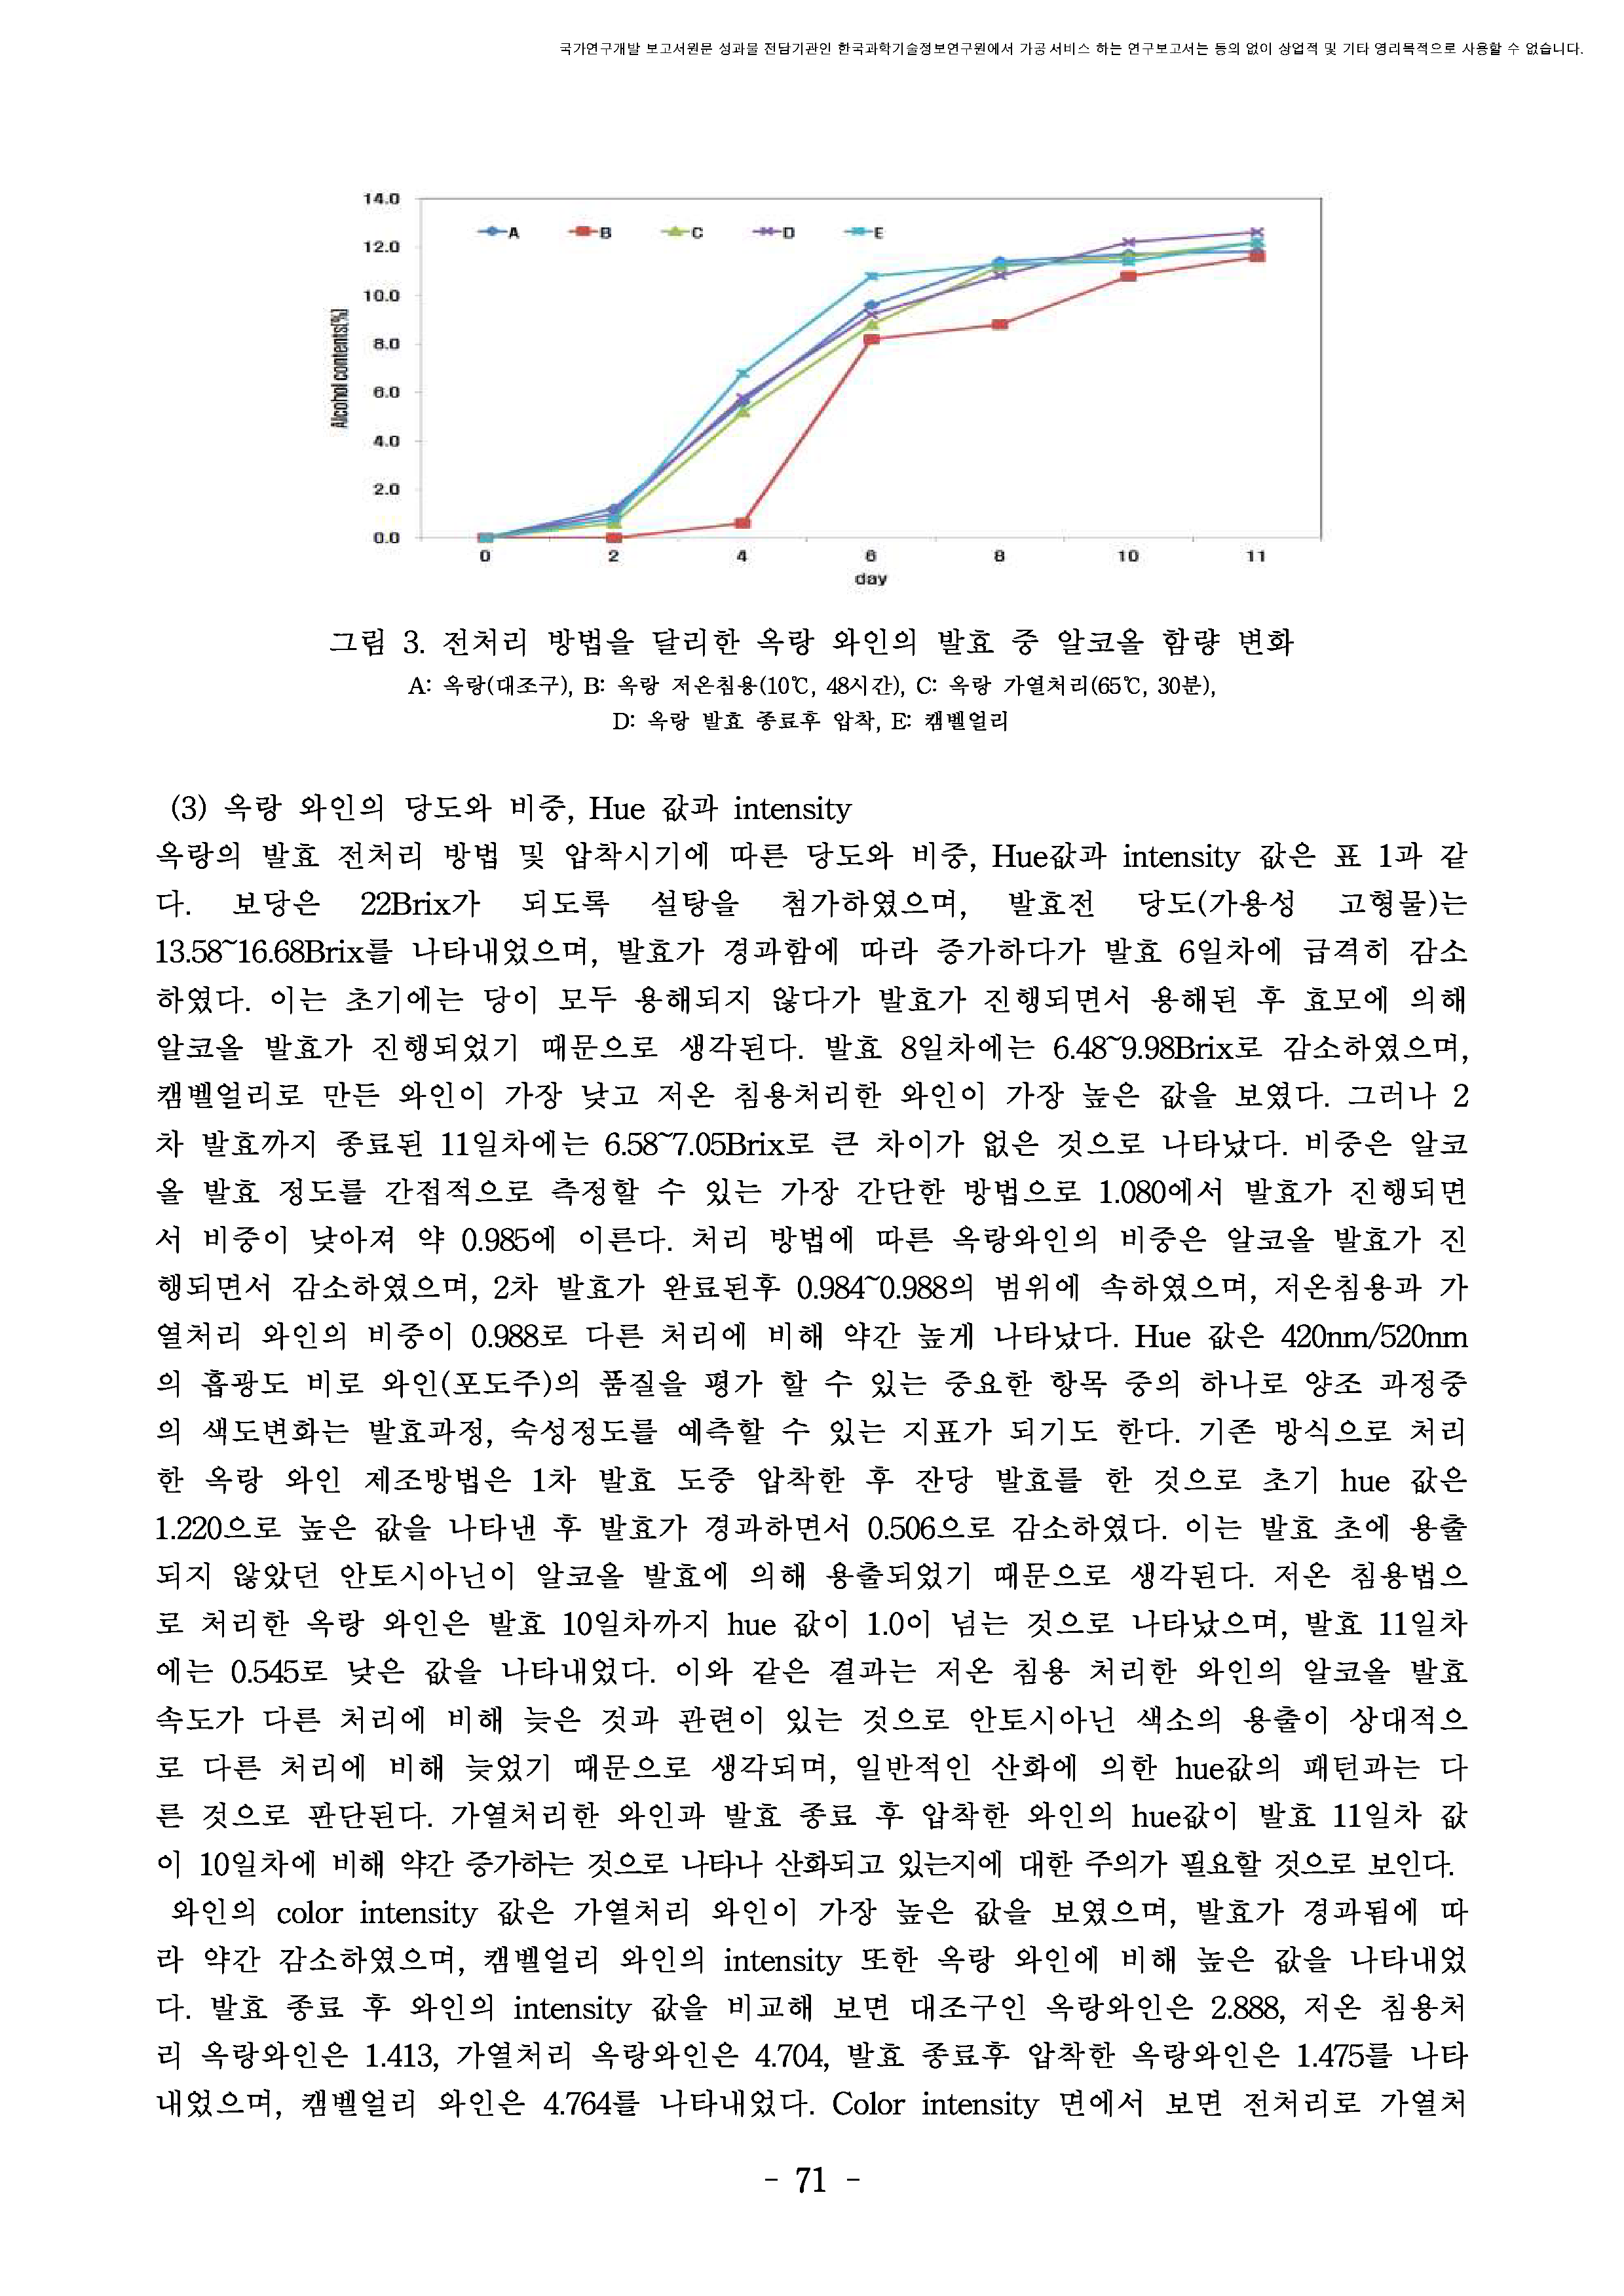 국가연구개발 보고서원문 성과물 전담기관인 한국과학기술정보연구원에서 가공·서비스 하는 연구보고서는 동의 없이 상업적 및 기타 영리목적으로 사용할 수 없습니다.
14.0
A B C D E
12.0
10.0
8.0
6.0
4.0
2.0
0.0
Alcohol contents(%)
0 2 4 6 8 10 11
day
그림 3. 전처리 방법을 달리한 옥랑 와인의 발효 중 알코올 함량 변화
A: 옥랑(대조구), B: 옥랑 저온침용(10℃, 48시간), C: 옥랑 가열처리(65℃, 30분),
D: 옥랑 발효 종료후 압착, E: 캠벨얼리
(3) 옥랑 와인의 당도와 비중, Hue 값과 intensity
옥랑의 발효 전처리 방법 및 압착시기에 따른 당도와 비중, Hue값과 intensity 값은 표 1과 같
다. 보당은 22Brix가 되도록 설탕을 첨가하였으며, 발효전 당도(가용성 고형물)는
13.58~16.68Brix를 나타내었으며, 발효가 경과함에 따라 증가하다가 발효 6일차에 급격히 감소
하였다. 이는 초기에는 당이 모두 용해되지 않다가 발효가 진행되면서 용해된 후 효모에 의해
알코올 발효가 진행되었기 때문으로 생각된다. 발효 8일차에는 6.48~9.98Brix로 감소하였으며,
캠벨얼리로 만든 와인이 가장 낮고 저온 침용처리한 와인이 가장 높은 값을 보였다. 그러나 2
차 발효까지 종료된 11일차에는 6.58~7.05Brix로 큰 차이가 없은 것으로 나타났다. 비중은 알코
올 발효 정도를 간접적으로 측정할 수 있는 가장 간단한 방법으로 1.080에서 발효가 진행되면
서 비중이 낮아져 약 0.985에 이른다. 처리 방법에 따른 옥랑와인의 비중은 알코올 발효가 진
행되면서 감소하였으며, 2차 발효가 완료된후 0.984~0.988의 범위에 속하였으며, 저온침용과 가
열처리 와인의 비중이 0.988로 다른 처리에 비해 약간 높게 나타났다. Hue 값은 420nm/520nm
의 흡광도 비로 와인(포도주)의 품질을 평가 할 수 있는 중요한 항목 중의 하나로 양조 과정중
의 색도변화는 발효과정, 숙성정도를 예측할 수 있는 지표가 되기도 한다. 기존 방식으로 처리
한 옥랑 와인 제조방법은 1차 발효 도중 압착한 후 잔당 발효를 한 것으로 초기 hue 값은
1.220으로 높은 값을 나타낸 후 발효가 경과하면서 0.506으로 감소하였다. 이는 발효 초에 용출
되지 않았던 안토시아닌이 알코올 발효에 의해 용출되었기 때문으로 생각된다. 저온 침용법으
로 처리한 옥랑 와인은 발효 10일차까지 hue 값이 1.0이 넘는 것으로 나타났으며, 발효 11일차
에는 0.545로 낮은 값을 나타내었다. 이와 같은 결과는 저온 침용 처리한 와인의 알코올 발효
속도가 다른 처리에 비해 늦은 것과 관련이 있는 것으로 안토시아닌 색소의 용출이 상대적으
로 다른 처리에 비해 늦었기 때문으로 생각되며, 일반적인 산화에 의한 hue값의 패턴과는 다
른 것으로 판단된다. 가열처리한 와인과 발효 종료 후 압착한 와인의 hue값이 발효 11일차 값
이 10일차에 비해 약간 증가하는 것으로 나타나 산화되고 있는지에 대한 주의가 필요할 것으로 보인다.
와인의 color intensity 값은 가열처리 와인이 가장 높은 값을 보였으며, 발효가 경과됨에 따
라 약간 감소하였으며, 캠벨얼리 와인의 intensity 또한 옥랑 와인에 비해 높은 값을 나타내었
다. 발효 종료 후 와인의 intensity 값을 비교해 보면 대조구인 옥랑와인은 2.888, 저온 침용처
리 옥랑와인은 1.413, 가열처리 옥랑와인은 4.704, 발효 종료후 압착한 옥랑와인은 1.475를 나타
내었으며, 캠벨얼리 와인은 4.764를 나타내었다. Color intensity 면에서 보면 전처리로 가열처
- 71 -